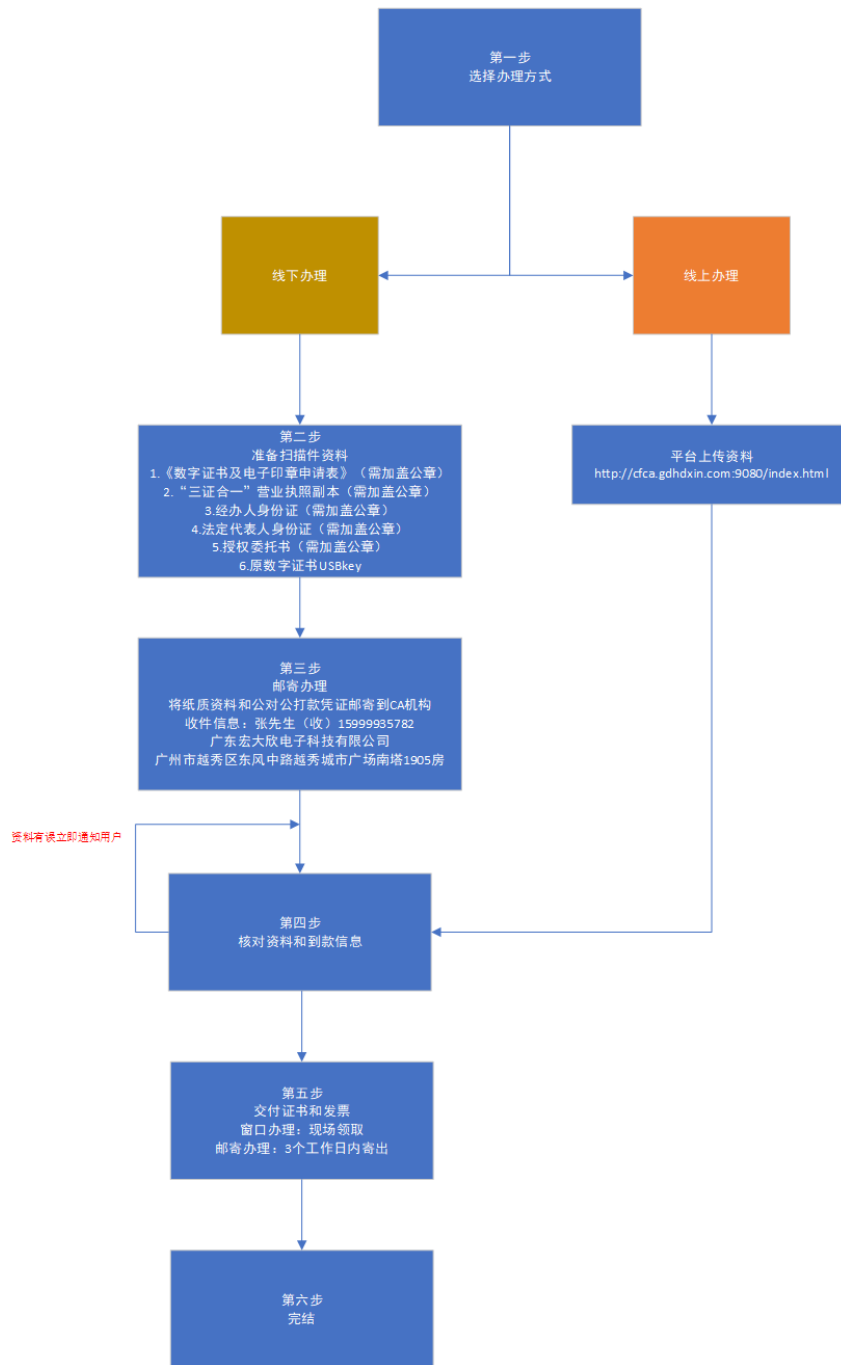 第一步
选择办理方式
线下办理
线上办理
第二步
准备扫描件资料
1.《数字证书及电子印章申请表》（需加盖公章）
2.“三证合一”营业执照副本（需加盖公章）
3.经办人身份证（需加盖公章）
4.法定代表人身份证（需加盖公章）
5.授权委托书（需加盖公章）
6.原数字证书USBkey
平台上传资料
http://cfca.gdhdxin.com:9080/index.html
第三步
邮寄办理
将纸质资料和公对公打款凭证邮寄到CA机构
收件信息：张先生（收）15999935782
广东宏大欣电子科技有限公司
广州市越秀区东风中路越秀城市广场南塔1905房
资料有误立即通知用户
第四步
核对资料和到款信息
第五步
交付证书和发票
窗口办理：现场领取
邮寄办理：3个工作日内寄出
第六步
完结